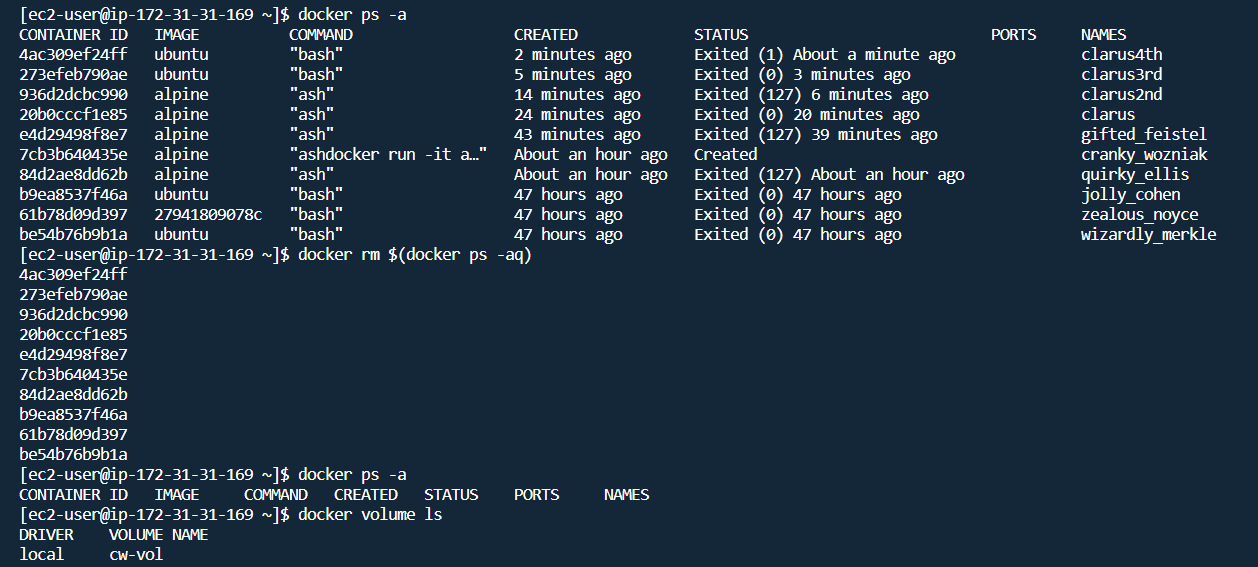 [ec2-user@ip-172-31-31-169 ~]$ docker ps -a
CONTAINER ID   IMAGE          COMMAND                  CREATED             STATUS                           PORTS     NAMES
4ac309ef24ff   ubuntu         "bash"                   2 minutes ago       Exited (1) About a minute ago              clarus4th
273efeb790ae   ubuntu         "bash"                   5 minutes ago       Exited (0) 3 minutes ago                   clarus3rd
936d2dcbc990   alpine         "ash"                    14 minutes ago      Exited (127) 6 minutes ago                 clarus2nd
20b0cccf1e85   alpine         "ash"                    24 minutes ago      Exited (0) 20 minutes ago                  clarus
e4d29498f8e7   alpine         "ash"                    43 minutes ago      Exited (127) 39 minutes ago                gifted_feistel
7cb3b640435e   alpine         "ashdocker run -it a…"   About an hour ago   Created                                    cranky_wozniak
84d2ae8dd62b   alpine         "ash"                    About an hour ago   Exited (127) About an hour ago             quirky_ellis
b9ea8537f46a   ubuntu         "bash"                   47 hours ago        Exited (0) 47 hours ago                    jolly_cohen
61b78d09d397   27941809078c   "bash"                   47 hours ago        Exited (0) 47 hours ago                    zealous_noyce
be54b76b9b1a   ubuntu         "bash"                   47 hours ago        Exited (0) 47 hours ago                    wizardly_merkle
[ec2-user@ip-172-31-31-169 ~]$ docker rm $(docker ps -aq)
4ac309ef24ff
273efeb790ae
936d2dcbc990
20b0cccf1e85
e4d29498f8e7
7cb3b640435e
84d2ae8dd62b
b9ea8537f46a
61b78d09d397
be54b76b9b1a
[ec2-user@ip-172-31-31-169 ~]$ docker ps -a
CONTAINER ID   IMAGE     COMMAND   CREATED   STATUS    PORTS     NAMES
[ec2-user@ip-172-31-31-169 ~]$ docker volume ls
DRIVER    VOLUME NAME
local     cw-vol